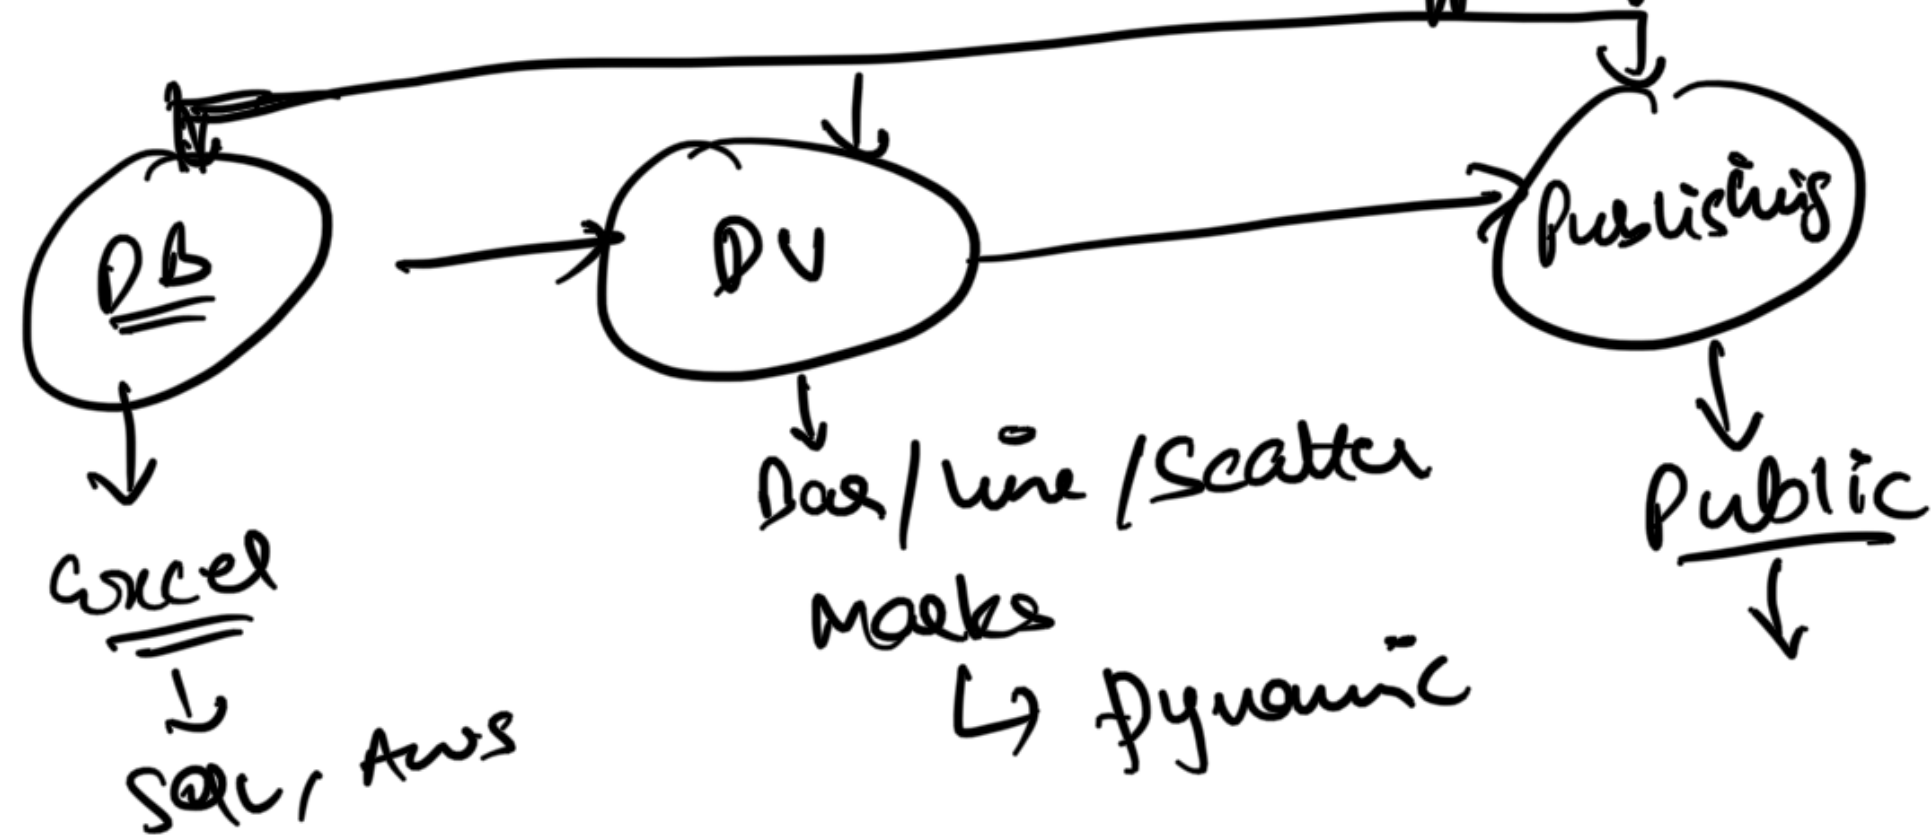 DB
DV
Publishing
Bar/Line/Scatter
Public
Excel
Marks
Dynamic
SQL, AWS